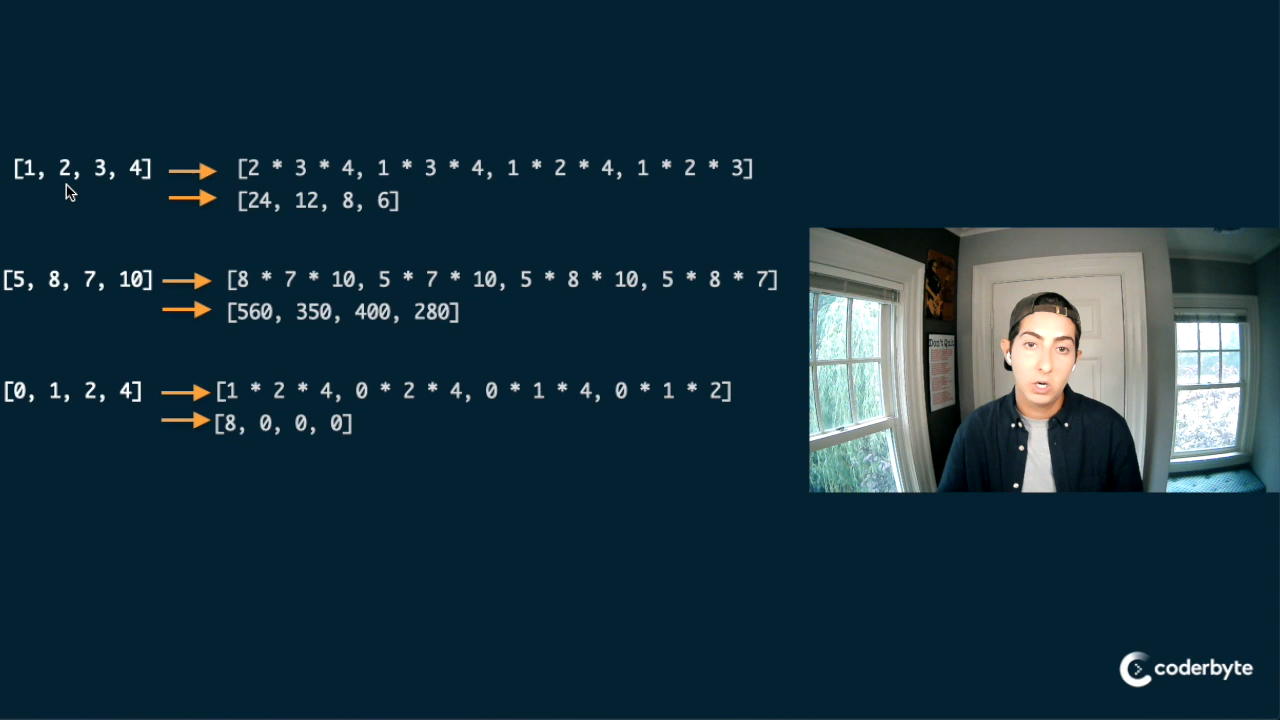 [1, 2, 3, 4] [2 * 3 * 4, 1 * 3 * 4, 1 * 2 * 4, 1 * 2 * 3]
[24, 12, 8, 6]
[5, 8, 7, 10] [8 * 7 * 10, 5 * 7 * 10, 5 * 8 * 10, 5 * 8 * 7]
[560, 350, 400, 280]
[0, 1, 2, 4] [1 * 2 * 4, 0 * 2 * 4, 0 * 1 * 4, 0 * 1 * 2]
[8, 0, 0, 0]
Don't Quit
coderbyte